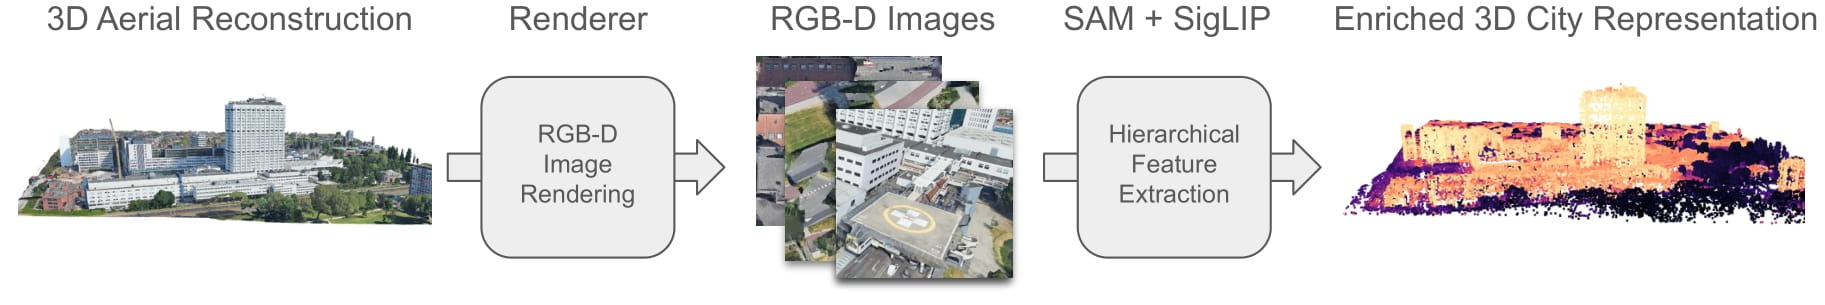 3D Aerial Reconstruction
Renderer
RGB-D Images
SAM + SigLIP
Enriched 3D City Representation
RGB-D
Image
Rendering
Hierarchical
Feature
Extraction